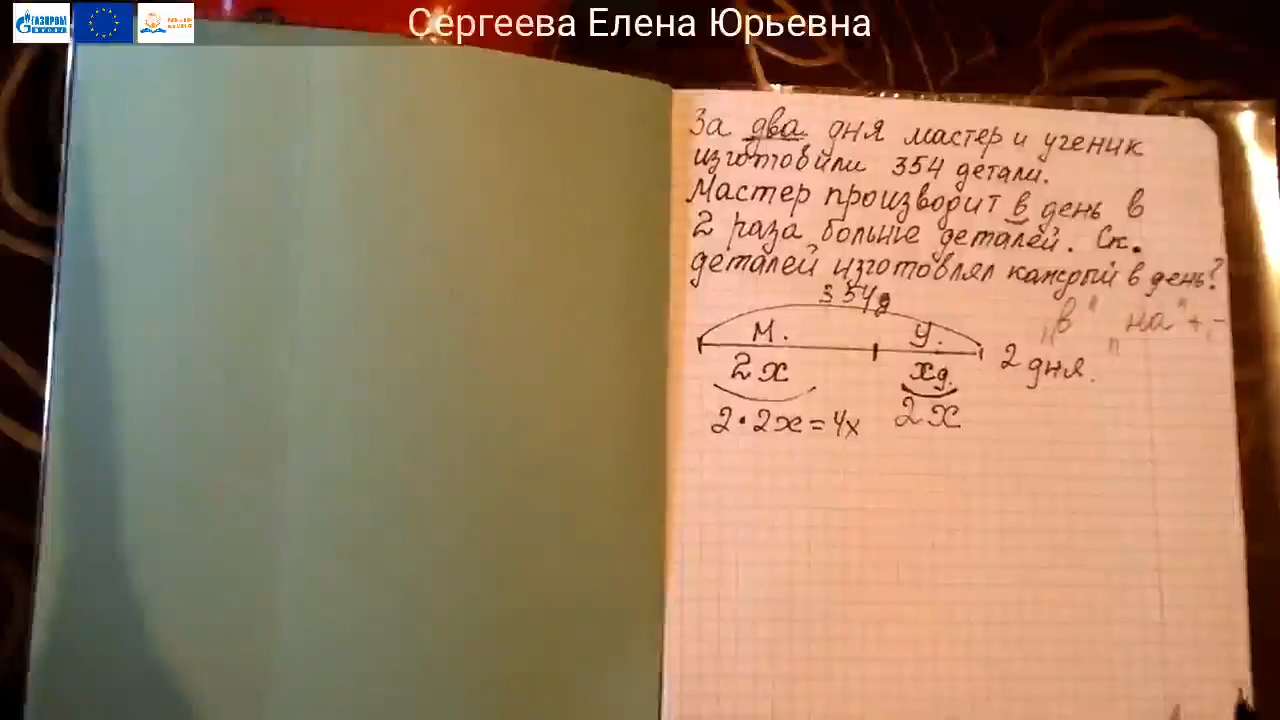 Сергеева Елена Юрьевна
ГАЗПРОМ
За два дня мастер и ученик
изготовили 354 детали.
Мастер производит в день в
2 раза больше деталей. Ск.
деталей изготовлял каждый в день?
354д
М. У.
„в" „на" +, -
2x xд. 2 дня.
2·2x=4x 2x